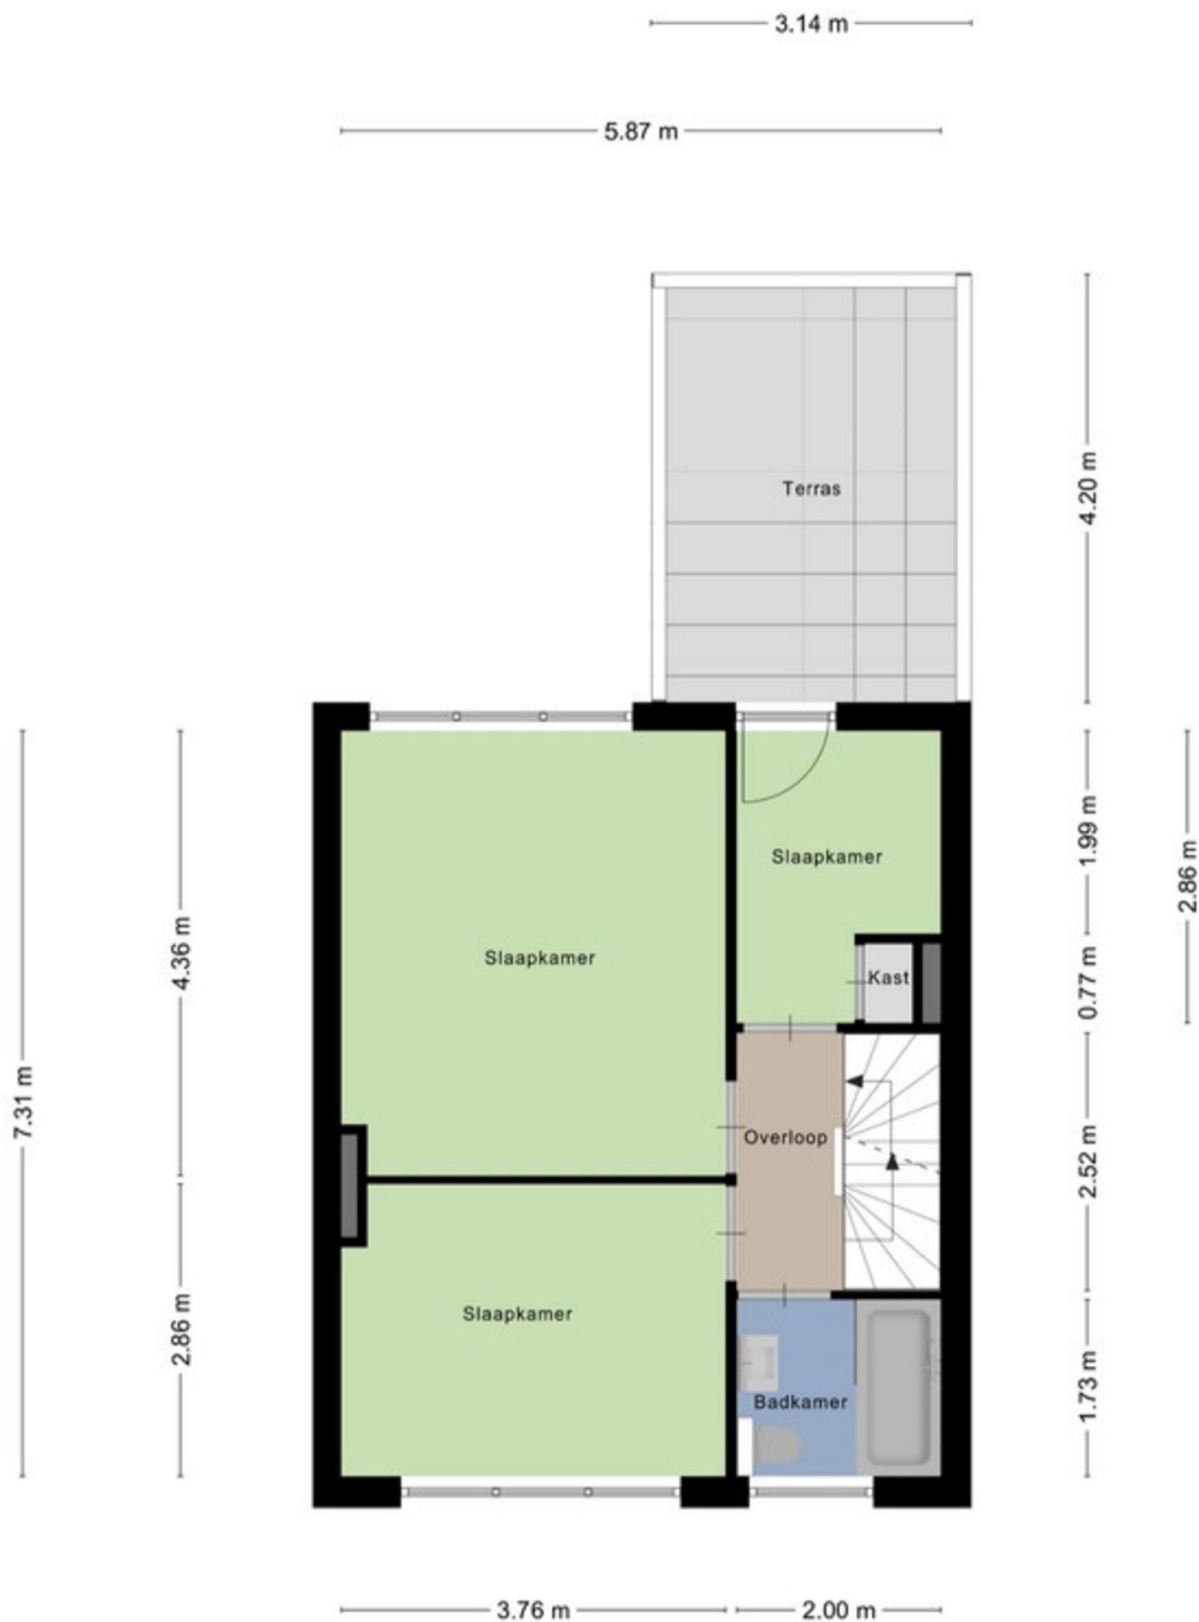 3.14 m
5.87 m
Terras
4.20 m
Slaapkamer
1.99 m
2.86 m
4.36 m
Slaapkamer
Kast
0.77 m
7.31 m
Overloop
2.52 m
Slaapkamer
2.86 m
Badkamer
1.73 m
3.76 m
2.00 m